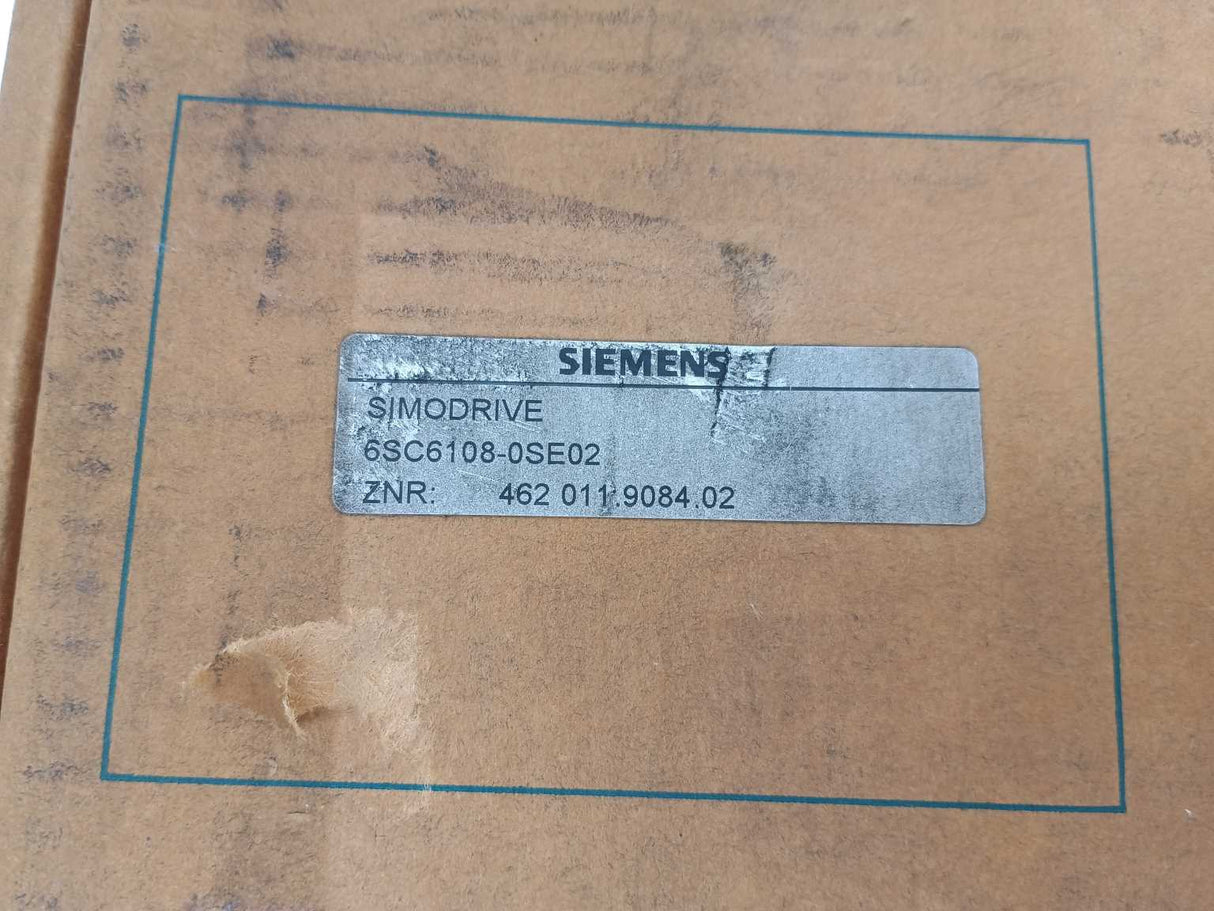 SIEMENS
SIMODRIVE
6SC6108-0SE02
ZNR: 462 011.9084.02